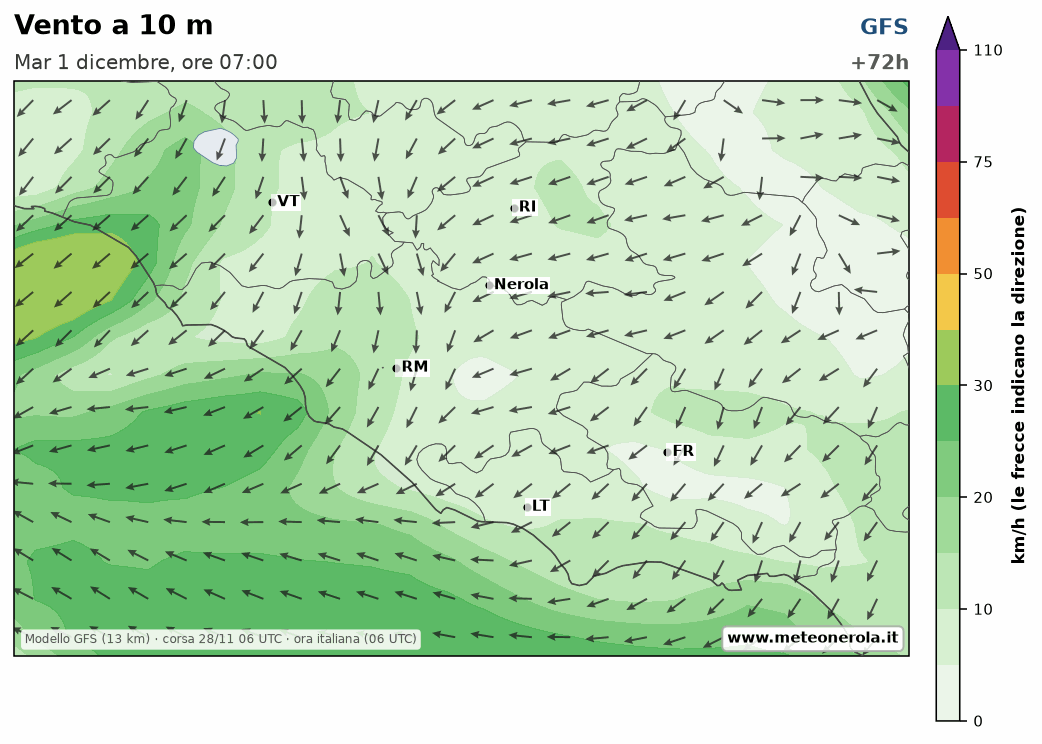 Vento a 10 m
GFS
Mar 1 dicembre, ore 07:00
+72h
VT
RI
Nerola
RM
FR
LT
Modello GFS (13 km) · corsa 28/11 06 UTC · ora italiana (06 UTC)
www.meteonerola.it
110
75
50
30
20
10
0
km/h (le frecce indicano la direzione)